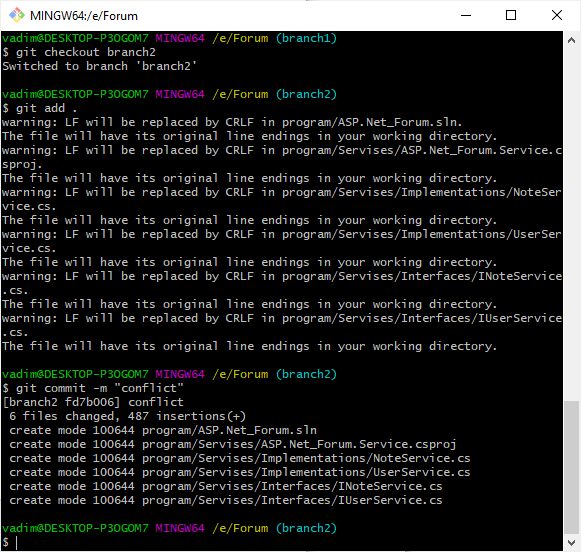 MINGW64:/e/Forum
vadim@DESKTOP-P3OGOM7 MINGW64 /e/Forum (branch1)
$ git checkout branch2
Switched to branch 'branch2'
vadim@DESKTOP-P3OGOM7 MINGW64 /e/Forum (branch2)
$ git add .
warning: LF will be replaced by CRLF in program/ASP.Net_Forum.sln.
The file will have its original line endings in your working directory.
warning: LF will be replaced by CRLF in program/Servises/ASP.Net_Forum.Service.c
sproj.
The file will have its original line endings in your working directory.
warning: LF will be replaced by CRLF in program/Servises/Implementations/NoteSer
vice.cs.
The file will have its original line endings in your working directory.
warning: LF will be replaced by CRLF in program/Servises/Implementations/UserSer
vice.cs.
The file will have its original line endings in your working directory.
warning: LF will be replaced by CRLF in program/Servises/Interfaces/INoteService
.cs.
The file will have its original line endings in your working directory.
warning: LF will be replaced by CRLF in program/Servises/Interfaces/IUserService
.cs.
The file will have its original line endings in your working directory.
vadim@DESKTOP-P3OGOM7 MINGW64 /e/Forum (branch2)
$ git commit -m "conflict"
[branch2 fd7b006] conflict
6 files changed, 487 insertions(+)
create mode 100644 program/ASP.Net_Forum.sln
create mode 100644 program/Servises/ASP.Net_Forum.Service.csproj
create mode 100644 program/Servises/Implementations/NoteService.cs
create mode 100644 program/Servises/Implementations/UserService.cs
create mode 100644 program/Servises/Interfaces/INoteService.cs
create mode 100644 program/Servises/Interfaces/IUserService.cs
vadim@DESKTOP-P3OGOM7 MINGW64 /e/Forum (branch2)
$